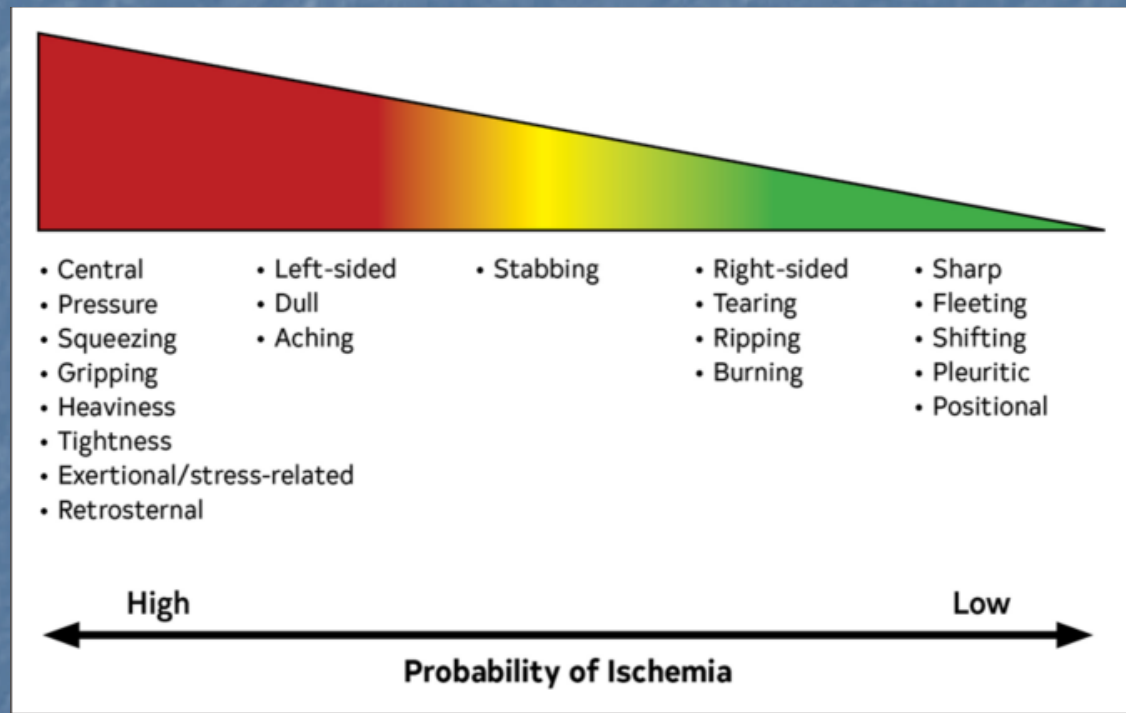 • Central
• Pressure
• Squeezing
• Gripping
• Heaviness
• Tightness
• Exertional/stress-related
• Retrosternal
• Left-sided
• Dull
• Aching
• Stabbing
• Right-sided
• Tearing
• Ripping
• Burning
• Sharp
• Fleeting
• Shifting
• Pleuritic
• Positional
High
Low
Probability of Ischemia